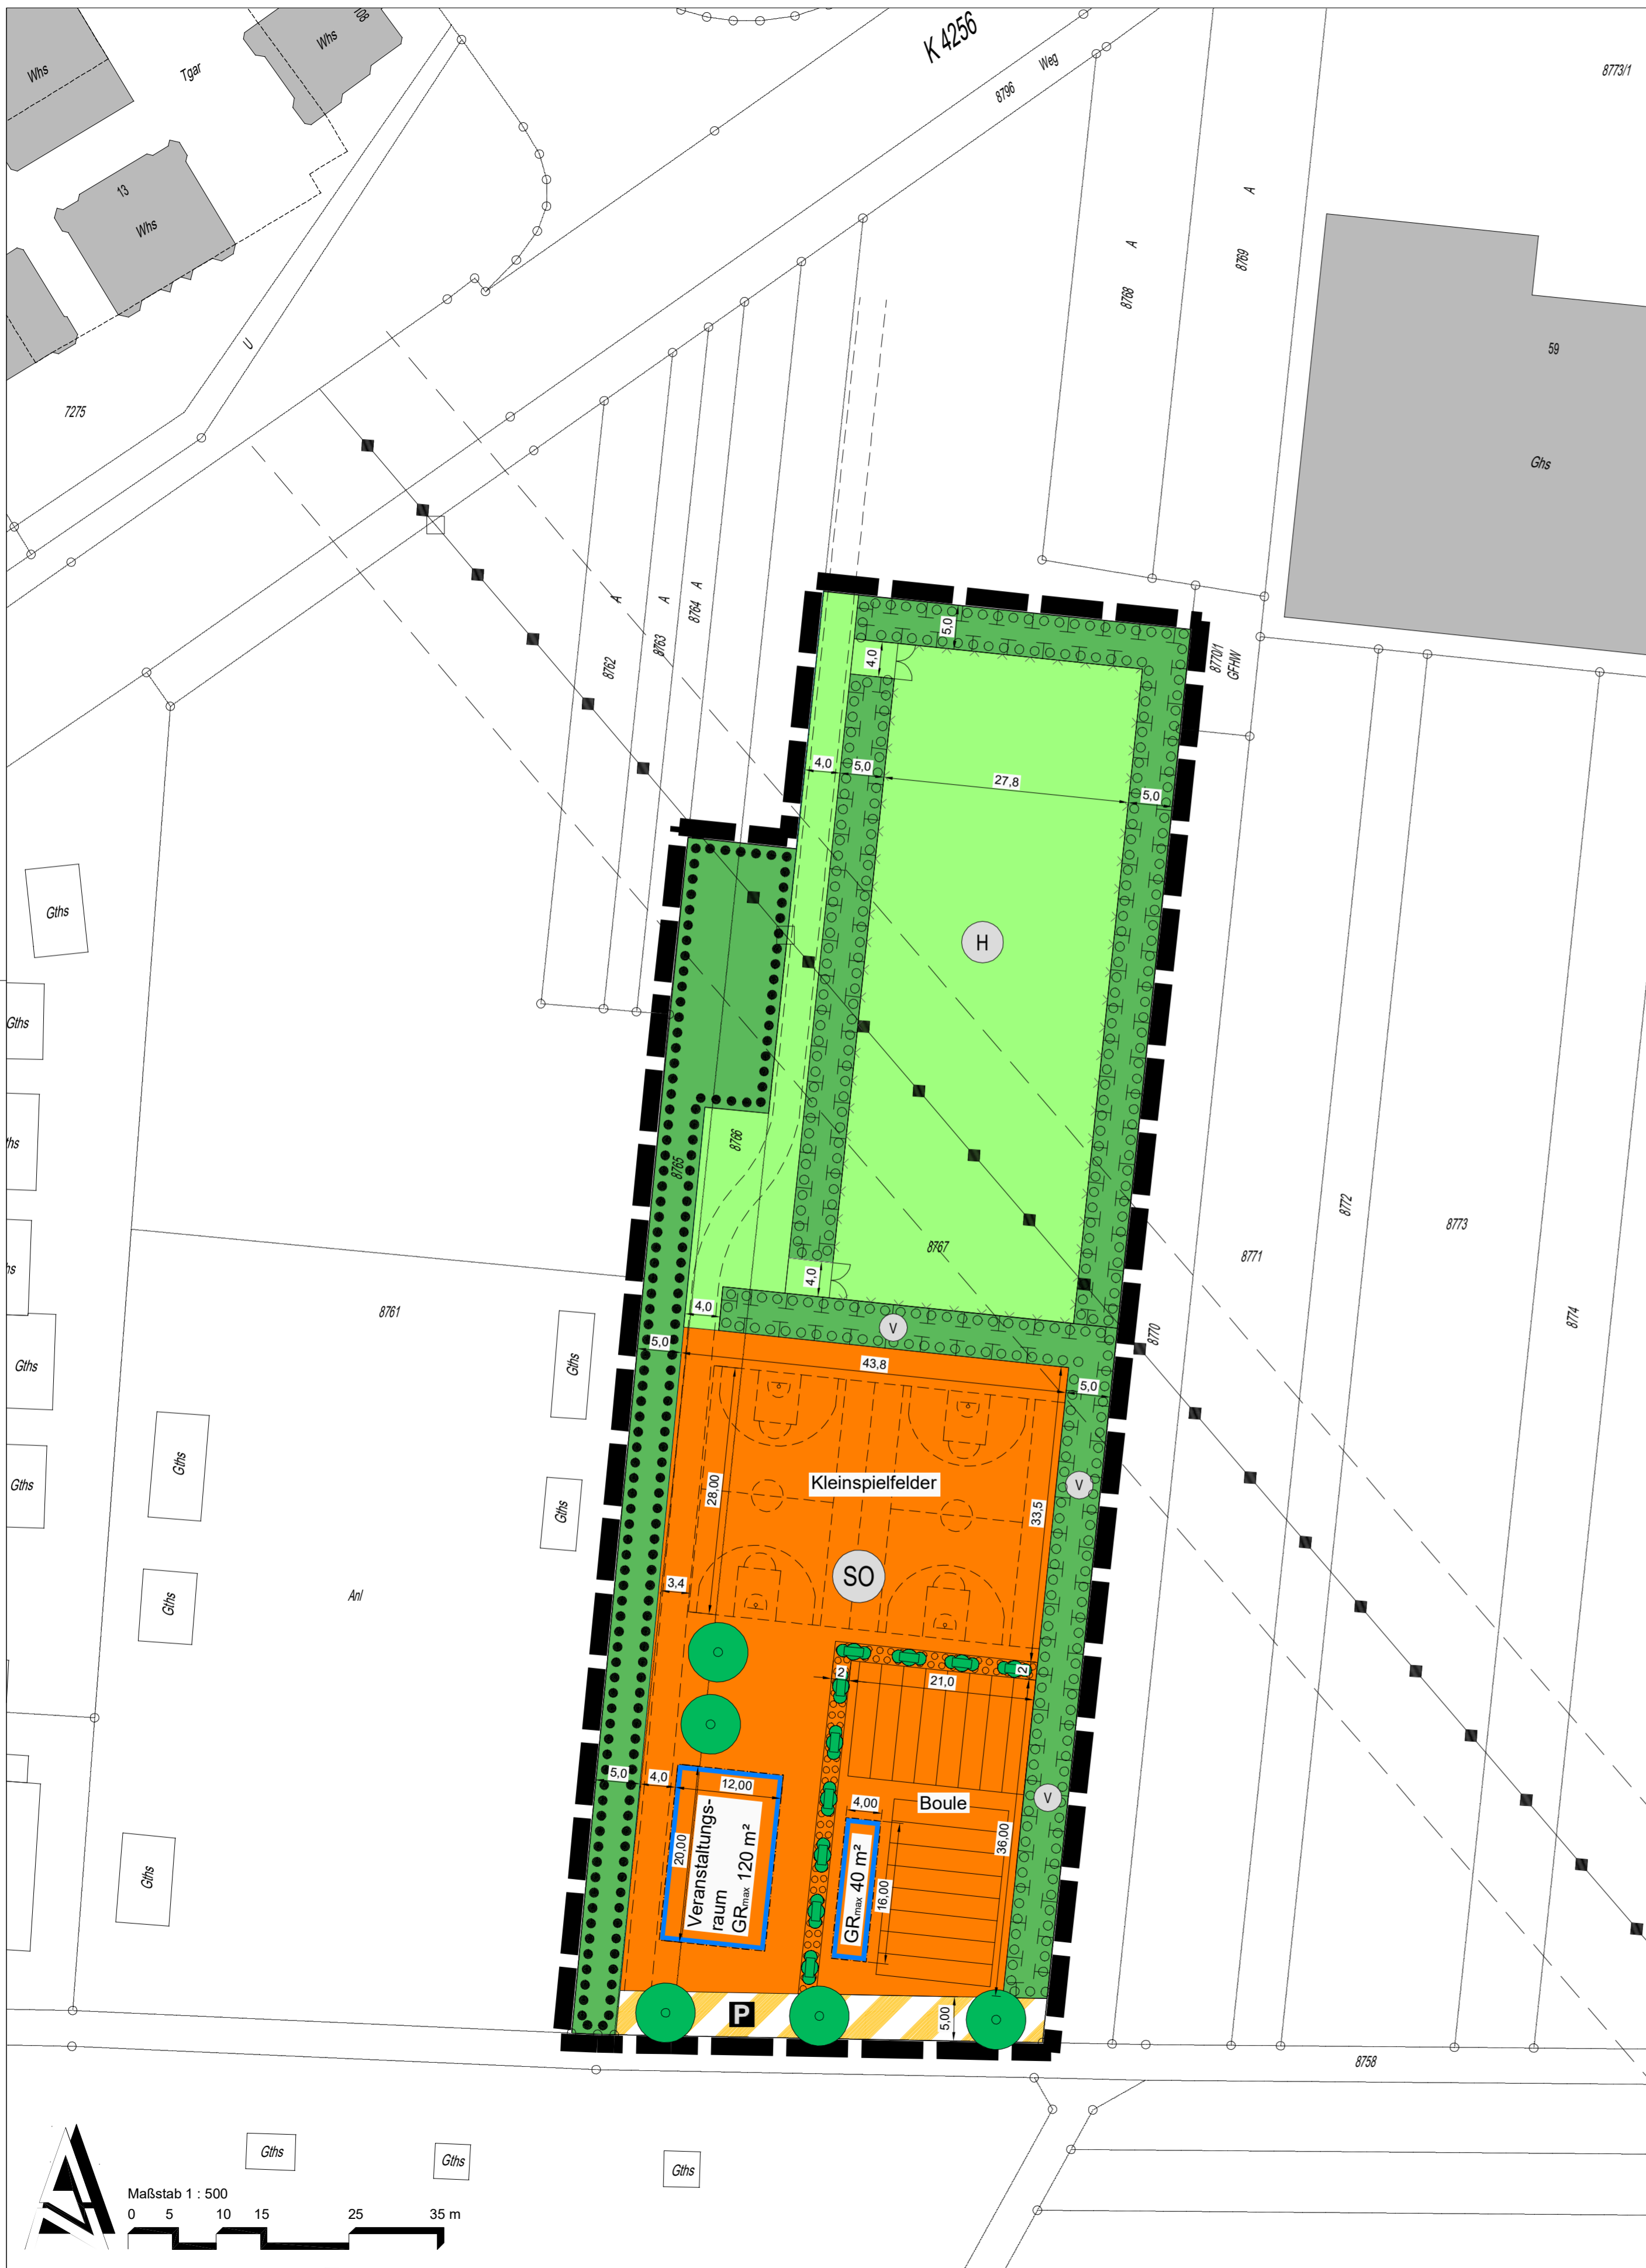 K 4256
108
Whs
Whs
Tgar
Weg
8796
8773/1
13
Whs
A
8769
A
8768
59
U
7275
Ghs
A
8762
A
8763
A
8764
5,0
4,0
8770/1
GFHW
4,0
5,0
27,8
5,0
Gths
H
Gths
8766
8765
8772
8773
8767
8771
4,0
8761
4,0
V
8770
8774
5,0
43,8
Gths
Gths
5,0
Gths
Kleinspielfelder
28,00
33,5
Gths
V
Gths
SO
3,4
Anl
Gths
2
21,0
2
5,0
4,0
12,00
V
4,00
Boule
20,00
Veranstaltungs-
raum
GRmax 120 m²
GRmax 40 m²
16,00
36,00
Gths
P
5,00
8758
Gths
Gths
Gths
Maßstab 1 : 500
0 5 10 15 25 35 m